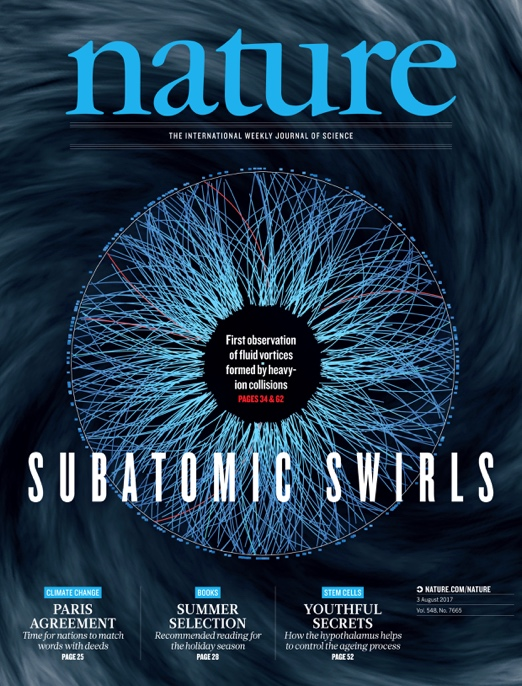 nature
THE INTERNATIONAL WEEKLY JOURNAL OF SCIENCE
First observation
of fluid vortices
formed by heavy-
ion collisions
PAGES 34 & 62
SUBATOMIC SWIRLS
CLIMATE CHANGE
PARIS
AGREEMENT
Time for nations to match
words with deeds
PAGE 25
BOOKS
SUMMER
SELECTION
Recommended reading for
the holiday season
PAGE 29
STEM CELLS
YOUTHFUL
SECRETS
How the hypothalamus helps
to control the ageing process
PAGE 52
NATURE.COM/NATURE
3 August 2017
Vol. 548, No. 7665